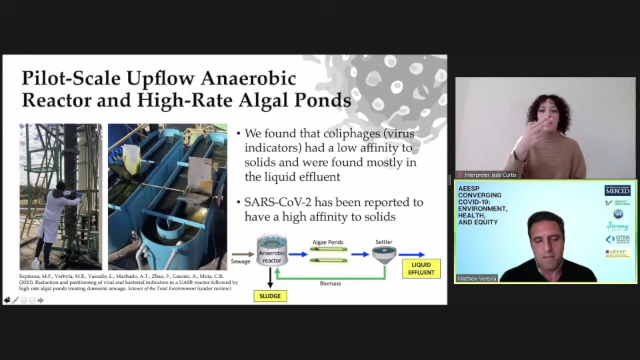 Pilot-Scale Upflow Anaerobic
Reactor and High-Rate Algal Ponds
• We found that coliphages (virus
indicators) had a low affinity to
solids and were found mostly in
the liquid effluent
• SARS-CoV-2 has been reported to
have a high affinity to solids
Sewage
Anaerobic
reactor
Algae Ponds
Settler
LIQUID
EFFLUENT
Biomass
SLUDGE
Espinosa, M.F., Verbyla, M.E., Vassalle, L., Machado, A.T., Zhao, F., Gaunie, A., Mota, C.R.
(2021). Reduction and partitioning of viral and bacterial indicators in a UASB reactor followed by
high rate algal ponds treating domestic sewage. Science of the Total Environment (under review)
Interpreter Jade Curtis
AEESP
CONVERGING
COVID-19:
ENVIRONMENT,
HEALTH,
AND EQUITY
MERCED
Strong
CITRIS
AEESP
Matthew Verbyla